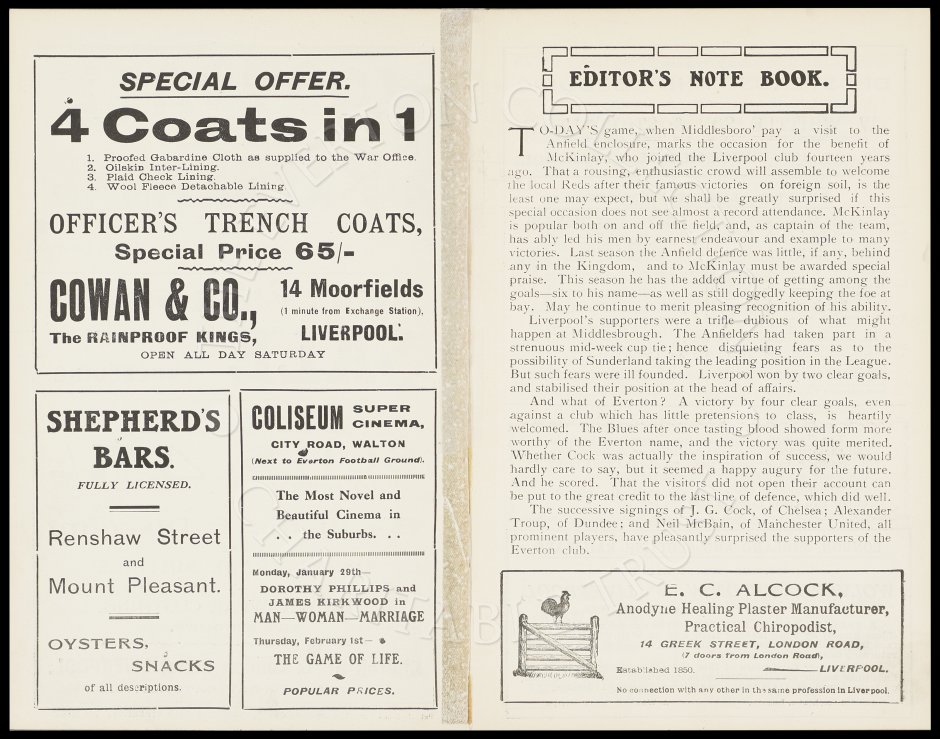 SPECIAL OFFER.
4 Coats in 1
1. Proofed Gabardine Cloth as supplied to the War Office.
2. Oilskin Inter-Lining.
3. Plaid Check Lining.
4. Wool Fleece Detachable Lining
OFFICER'S TRENCH COATS,
Special Price 65/-
COWAN & CO.,
The RAINPROOF KINGS,
14 Moorfields
(1 minute from Exchange Station),
LIVERPOOL.
OPEN ALL DAY SATURDAY
SHEPHERD'S
BARS.
FULLY LICENSED.
Renshaw Street
and
Mount Pleasant.
OYSTERS,
SNACKS
of all descriptions.
COLISEUM SUPER CINEMA,
CITY ROAD, WALTON
(Next to Everton Football Ground).
The Most Novel and
Beautiful Cinema in
. . the Suburbs. . .
Monday, January 29th—
DOROTHY PHILLIPS and
JAMES KIRKWOOD in
MAN—WOMAN—MARRIAGE
Thursday, February 1st—
THE GAME OF LIFE.
POPULAR PRICES.
EDITOR'S NOTE BOOK.
TO-DAY'S game, when Middlesboro' pay a visit to the
Anfield enclosure, marks the occasion for the benefit of
McKinlay, who joined the Liverpool club fourteen years
ago. That a rousing, enthusiastic crowd will assemble to welcome
the local Reds after their famous victories on foreign soil, is the
least one may expect, but we shall be greatly surprised if this
special occasion does not see almost a record attendance. McKinlay
is popular both on and off the field, and, as captain of the team,
has ably led his men by earnest endeavour and example to many
victories. Last season the Anfield defence was little, if any, behind
any in the Kingdom, and to McKinlay must be awarded special
praise. This season he has the added virtue of getting among the
goals—six to his name—as well as still doggedly keeping the foe at
bay. May he continue to merit pleasing recognition of his ability.
Liverpool's supporters were a trifle dubious of what might
happen at Middlesbrough. The Anfielders had taken part in a
strenuous mid-week cup tie; hence disquieting fears as to the
possibility of Sunderland taking the leading position in the League.
But such fears were ill founded. Liverpool won by two clear goals,
and stabilised their position at the head of affairs.
And what of Everton? A victory by four clear goals, even
against a club which has little pretensions to class, is heartily
welcomed. The Blues after once tasting blood showed form more
worthy of the Everton name, and the victory was quite merited.
Whether Cock was actually the inspiration of success, we would
hardly care to say, but it seemed a happy augury for the future.
And he scored. That the visitors did not open their account can
be put to the great credit to the last line of defence, which did well.
The successive signings of J. G. Cock, of Chelsea; Alexander
Troup, of Dundee; and Neil McBain, of Manchester United, all
prominent players, have pleasantly surprised the supporters of the
Everton club.
E. C. ALCOCK,
Anodyne Healing Plaster Manufacturer,
Practical Chiropodist,
14 GREEK STREET, LONDON ROAD,
(7 doors from London Road),
Established 1850. LIVERPOOL.
No connection with any other in the same profession in Liverpool.